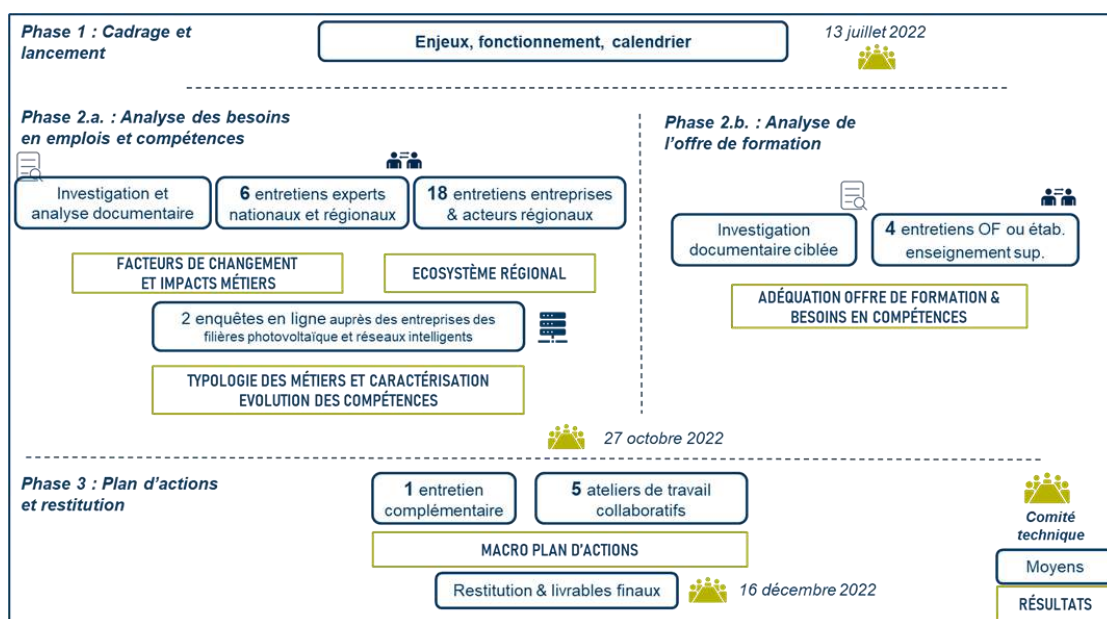 Phase 1 : Cadrage et
lancement
Enjeux, fonctionnement, calendrier
13 juillet 2022
Phase 2.a. : Analyse des besoins
en emplois et compétences
Investigation et
analyse documentaire
6 entretiens experts
nationaux et régionaux
18 entretiens entreprises
& acteurs régionaux
FACTEURS DE CHANGEMENT
ET IMPACTS MÉTIERS
ECOSYSTÈME RÉGIONAL
2 enquêtes en ligne auprès des entreprises des
filières photovoltaïque et réseaux intelligents
TYPOLOGIE DES MÉTIERS ET CARACTÉRISATION
EVOLUTION DES COMPÉTENCES
Phase 2.b. : Analyse de
l'offre de formation
Investigation
documentaire ciblée
4 entretiens OF ou étab.
enseignement sup.
ADÉQUATION OFFRE DE FORMATION &
BESOINS EN COMPÉTENCES
27 octobre 2022
Phase 3 : Plan d'actions
et restitution
1 entretien
complémentaire
5 ateliers de travail
collaboratifs
MACRO PLAN D'ACTIONS
Restitution & livrables finaux
16 décembre 2022
Comité
technique
Moyens
RÉSULTATS